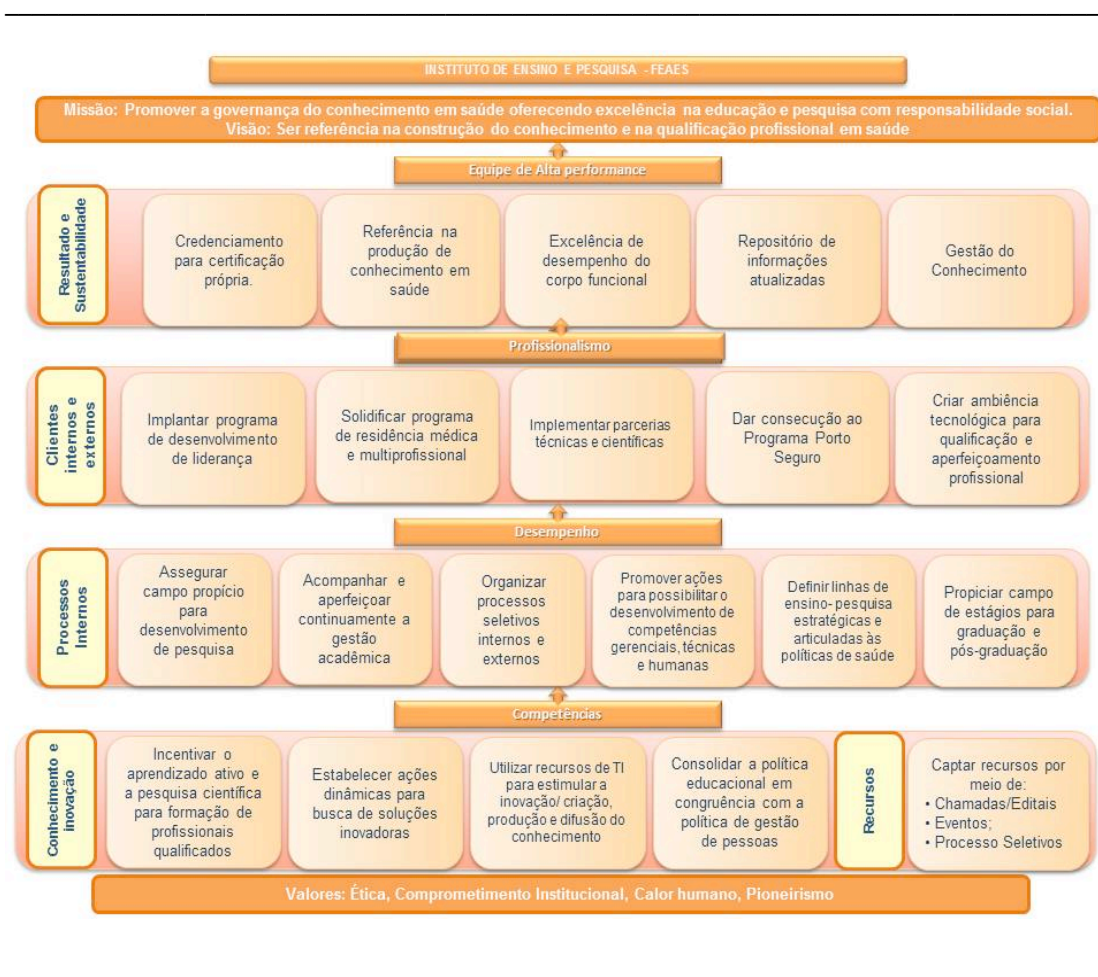 INSTITUTO DE ENSINO E PESQUISA -FEAES
Missão: Promover a governança do conhecimento em saúde oferecendo excelência na educação e pesquisa com responsabilidade social.
Visão: Ser referência na construção do conhecimento e na qualificação profissional em saúde
Equipe de Alta performance
Resultado e
Sustentabilidade
Credenciamento
para certificação
própria.
Referência na
produção de
conhecimento em
saúde
Excelência de
desempenho do
corpo funcional
Repositório de
informações
atualizadas
Gestão do
Conhecimento
Profissionalismo
Clientes
internos e
externos
Implantar programa
de desenvolvimento
de liderança
Solidificar programa
de residência médica
e multiprofissional
Implementar parcerias
técnicas e científicas
Dar consecução ao
Programa Porto
Seguro
Criar ambiência
tecnológica para
qualificação e
aperfeiçoamento
profissional
Desempenho
Processos
Internos
Assegurar
campo propício
para
desenvolvimento
de pesquisa
Acompanhar e
aperfeiçoar
continuamente a
gestão
acadêmica
Organizar
processos
seletivos
internos e
externos
Promover ações
para possibilitar o
desenvolvimento de
competências
gerenciais, técnicas
e humanas
Definir linhas de
ensino- pesquisa
estratégicas e
articuladas às
políticas de saúde
Propiciar campo
de estágios para
graduação e
pós-graduação
Competências
Conhecimento e
inovação
Incentivar o
aprendizado ativo e
a pesquisa científica
para formação de
profissionais
qualificados
Estabelecer ações
dinâmicas para
busca de soluções
inovadoras
Utilizar recursos de TI
para estimular a
inovação/ criação,
produção e difusão do
conhecimento
Consolidar a política
educacional em
congruência com a
política de gestão
de pessoas
Recursos
Captar recursos por
meio de:
• Chamadas/Editais
• Eventos;
• Processo Seletivos
Valores: Ética, Comprometimento Institucional, Calor humano, Pioneirismo